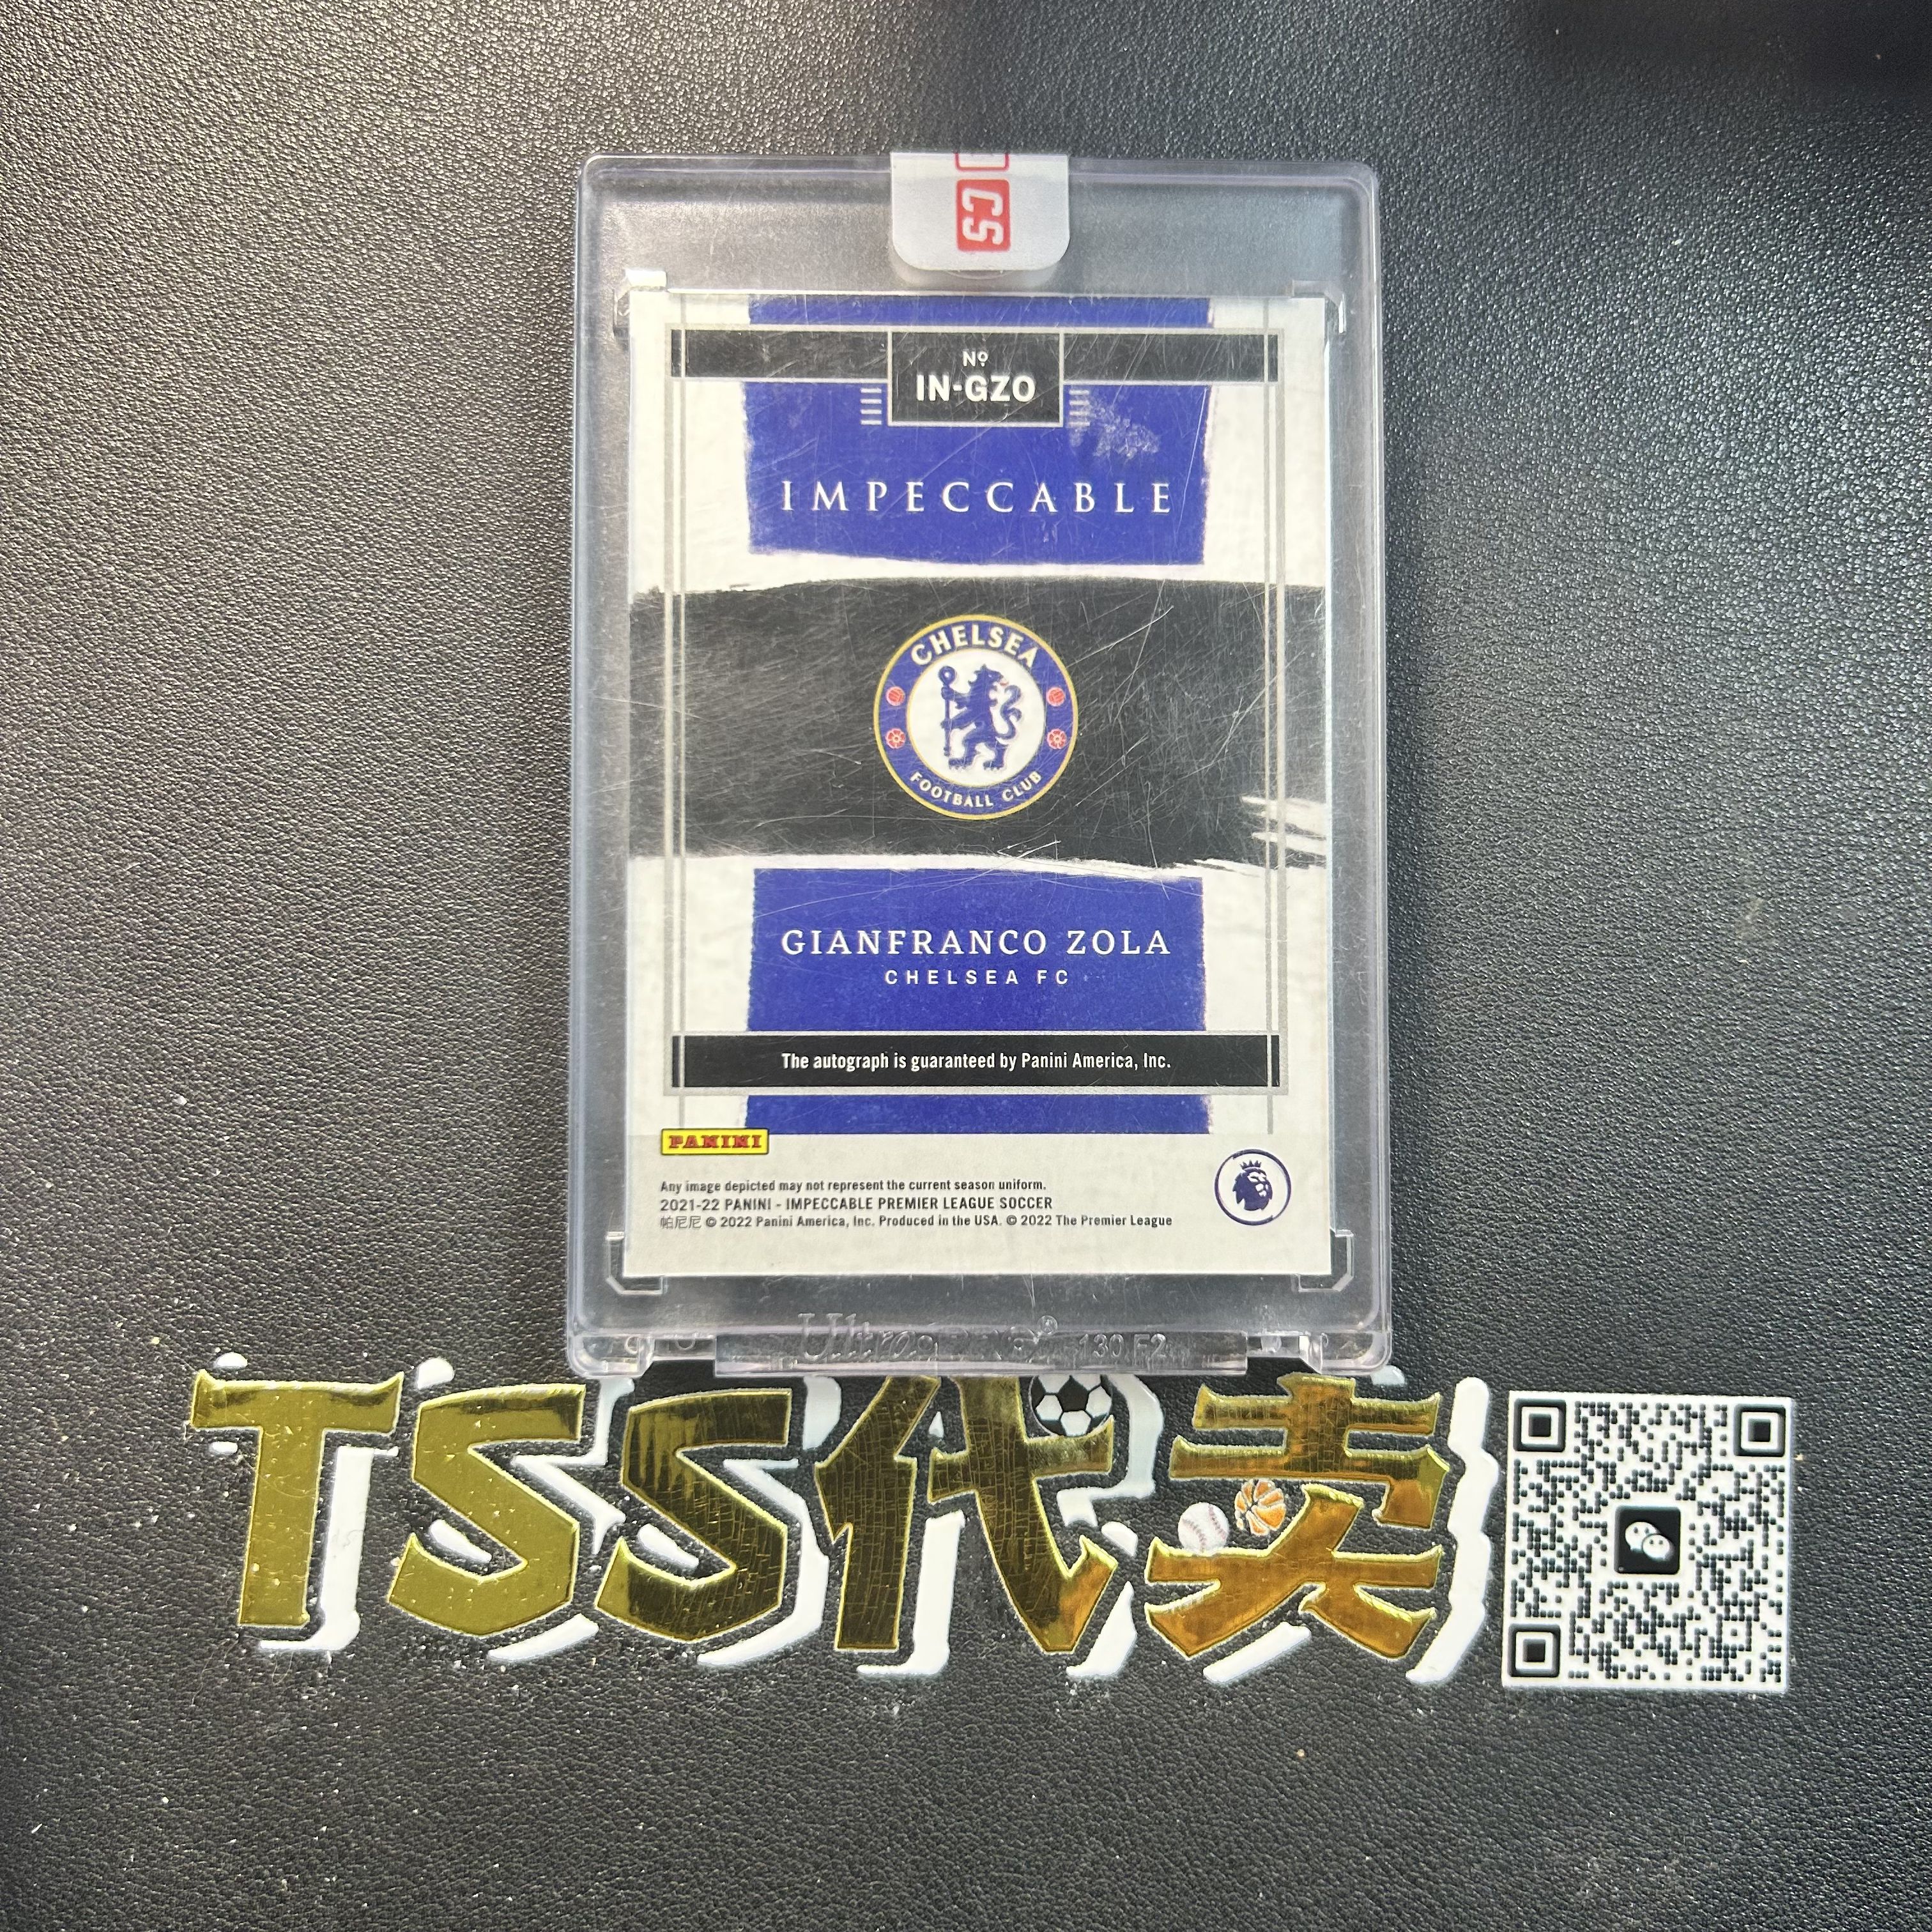 CS
Nº
IN-GZO
IMPECCABLE
CHELSEA
FOOTBALL CLUB
GIANFRANCO ZOLA
CHELSEA FC
The autograph is guaranteed by Panini America, Inc.
PANINI
Any image depicted may not represent the current season uniform.
2021-22 PANINI - IMPECCABLE PREMIER LEAGUE SOCCER
帕尼尼 © 2022 Panini America, Inc. Produced in the USA. © 2022 The Premier League
130 E2
TSS代卖